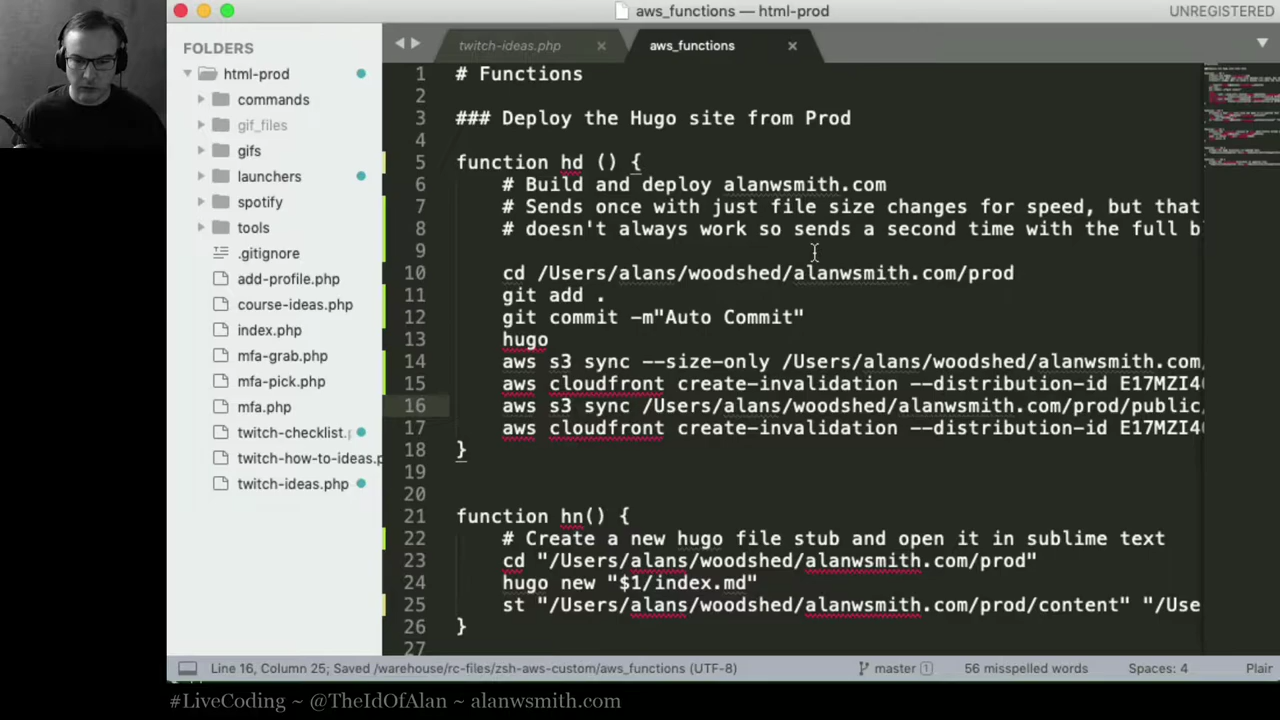 aws_functions — html-prod
UNREGISTERED
FOLDERS
html-prod
commands
gif_files
gifs
launchers
spotify
tools
.gitignore
add-profile.php
course-ideas.php
index.php
mfa-grab.php
mfa-pick.php
mfa.php
twitch-checklist.p
twitch-how-to-ideas.p
twitch-ideas.php
twitch-ideas.php
aws_functions
1 # Functions
2
3 ### Deploy the Hugo site from Prod
4
5 function hd () {
6 # Build and deploy alanwsmith.com
7 # Sends once with just file size changes for speed, but that
8 # doesn't always work so sends a second time with the full b
9
10 cd /Users/alans/woodshed/alanwsmith.com/prod
11 git add .
12 git commit -m"Auto Commit"
13 hugo
14 aws s3 sync --size-only /Users/alans/woodshed/alanwsmith.com
15 aws cloudfront create-invalidation --distribution-id E17MZI4
16 aws s3 sync /Users/alans/woodshed/alanwsmith.com/prod/public
17 aws cloudfront create-invalidation --distribution-id E17MZI4
18 }
19
20
21 function hn() {
22 # Create a new hugo file stub and open it in sublime text
23 cd "/Users/alans/woodshed/alanwsmith.com/prod"
24 hugo new "$1/index.md"
25 st "/Users/alans/woodshed/alanwsmith.com/prod/content" "/Use
26 }
27
Line 16, Column 25; Saved /warehouse/rc-files/zsh-aws-custom/aws_functions (UTF-8)
master 1
56 misspelled words
Spaces: 4
Plain
#LiveCoding ~ @TheIdOfAlan ~ alanwsmith.com